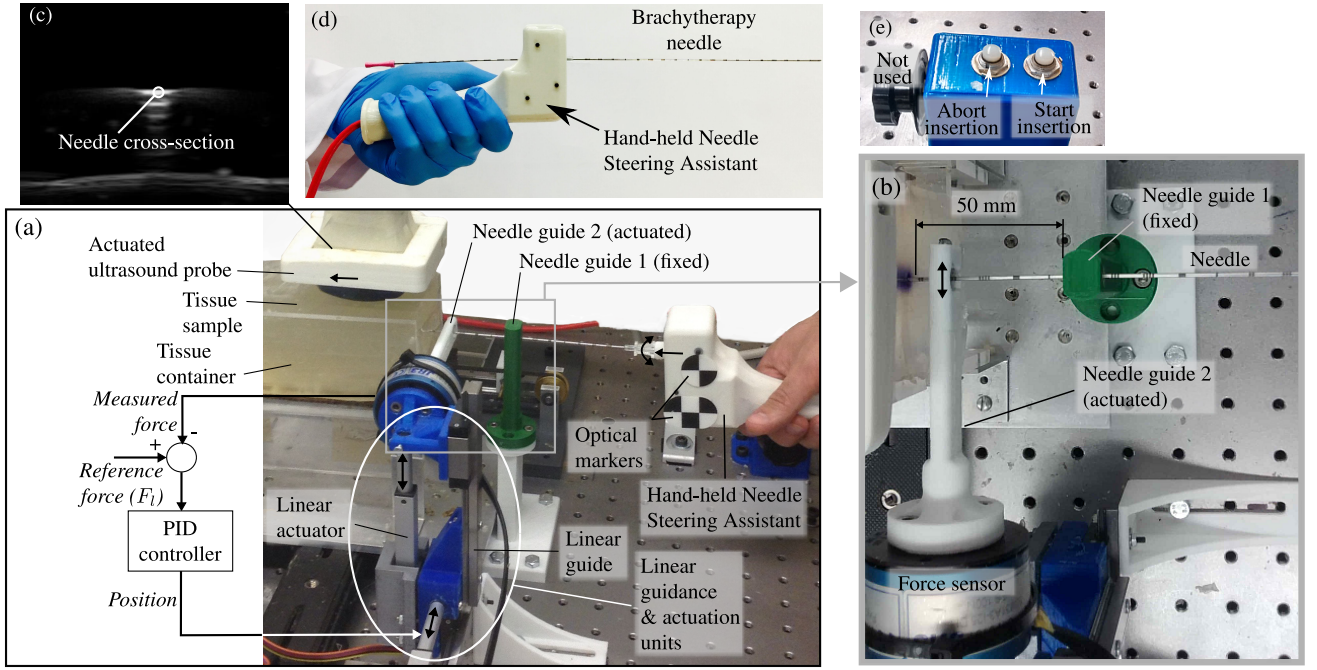 (c)
Needle cross-section
(d)
Brachytherapy
needle
Hand-held Needle
Steering Assistant
(e)
Not
used
Abort
insertion
Start
insertion
(a)
Actuated
ultrasound probe
Tissue
sample
Tissue
container
Measured
force
-
+
Reference
force (Fl)
PID
controller
Position
Needle guide 2 (actuated)
Needle guide 1 (fixed)
Optical
markers
Hand-held Needle
Steering Assistant
Linear
actuator
Linear
guide
Linear
guidance
& actuation
units
(b)
50 mm
Needle guide 1
(fixed)
Needle
Needle guide 2
(actuated)
Force sensor